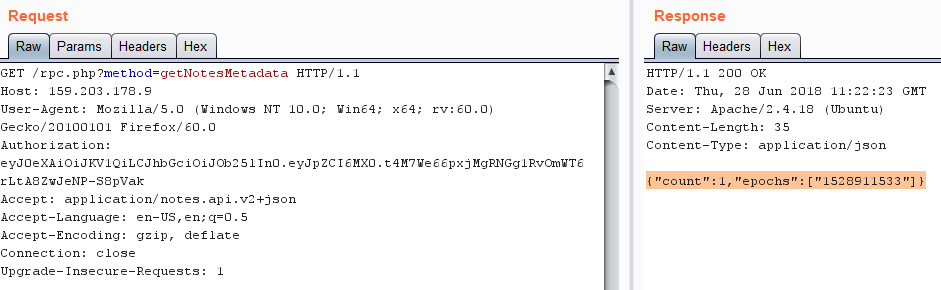 Request
Raw Params Headers Hex
GET /rpc.php?method=getNotesMetadata HTTP/1.1
Host: 159.203.178.9
User-Agent: Mozilla/5.0 (Windows NT 10.0; Win64; x64; rv:60.0)
Gecko/20100101 Firefox/60.0
Authorization:
eyJ0eXAiOiJKV1QiLCJhbGciOiJOb25lIn0.eyJpZCI6MX0.t4M7We66pxjMgRNGg1RvOmWT6
rLtA8ZwJeNP-S8pVak
Accept: application/notes.api.v2+json
Accept-Language: en-US,en;q=0.5
Accept-Encoding: gzip, deflate
Connection: close
Upgrade-Insecure-Requests: 1
Response
Raw Headers Hex
HTTP/1.1 200 OK
Date: Thu, 28 Jun 2018 11:22:23 GMT
Server: Apache/2.4.18 (Ubuntu)
Content-Length: 35
Content-Type: application/json
{"count":1,"epochs":["1528911533"]}